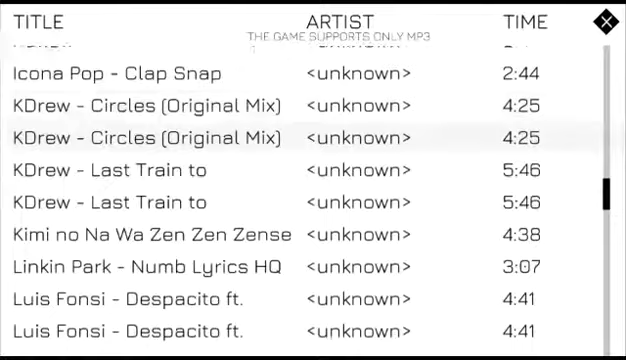 TITLE ARTIST TIME
THE GAME SUPPORTS ONLY MP3
Icona Pop - Clap Snap <unknown> 2:44
KDrew - Circles (Original Mix) <unknown> 4:25
KDrew - Circles (Original Mix) <unknown> 4:25
KDrew - Last Train to <unknown> 5:46
KDrew - Last Train to <unknown> 5:46
Kimi no Na Wa Zen Zen Zense <unknown> 4:38
Linkin Park - Numb Lyrics HQ <unknown> 3:07
Luis Fonsi - Despacito ft. <unknown> 4:41
Luis Fonsi - Despacito ft. <unknown> 4:41